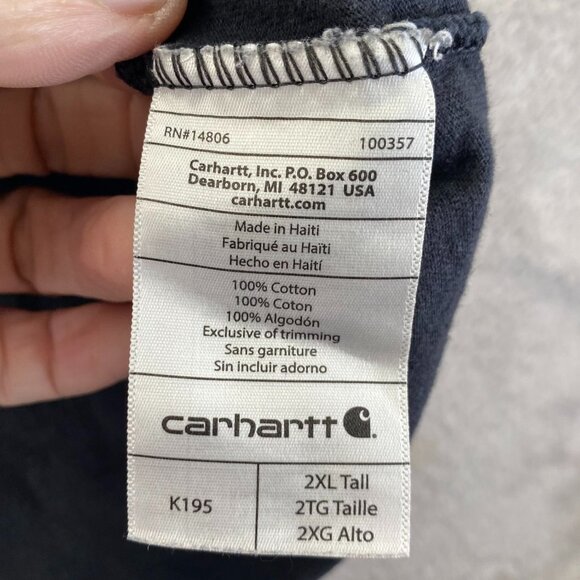 RN#14806 100357
Carhartt, Inc. P.O. Box 600
Dearborn, MI 48121 USA
carhartt.com
Made in Haiti
Fabriqué au Haïti
Hecho en Haití
100% Cotton
100% Coton
100% Algodón
Exclusive of trimming
Sans garniture
Sin incluir adorno
carhartt
K195
2XL Tall
2TG Taille
2XG Alto